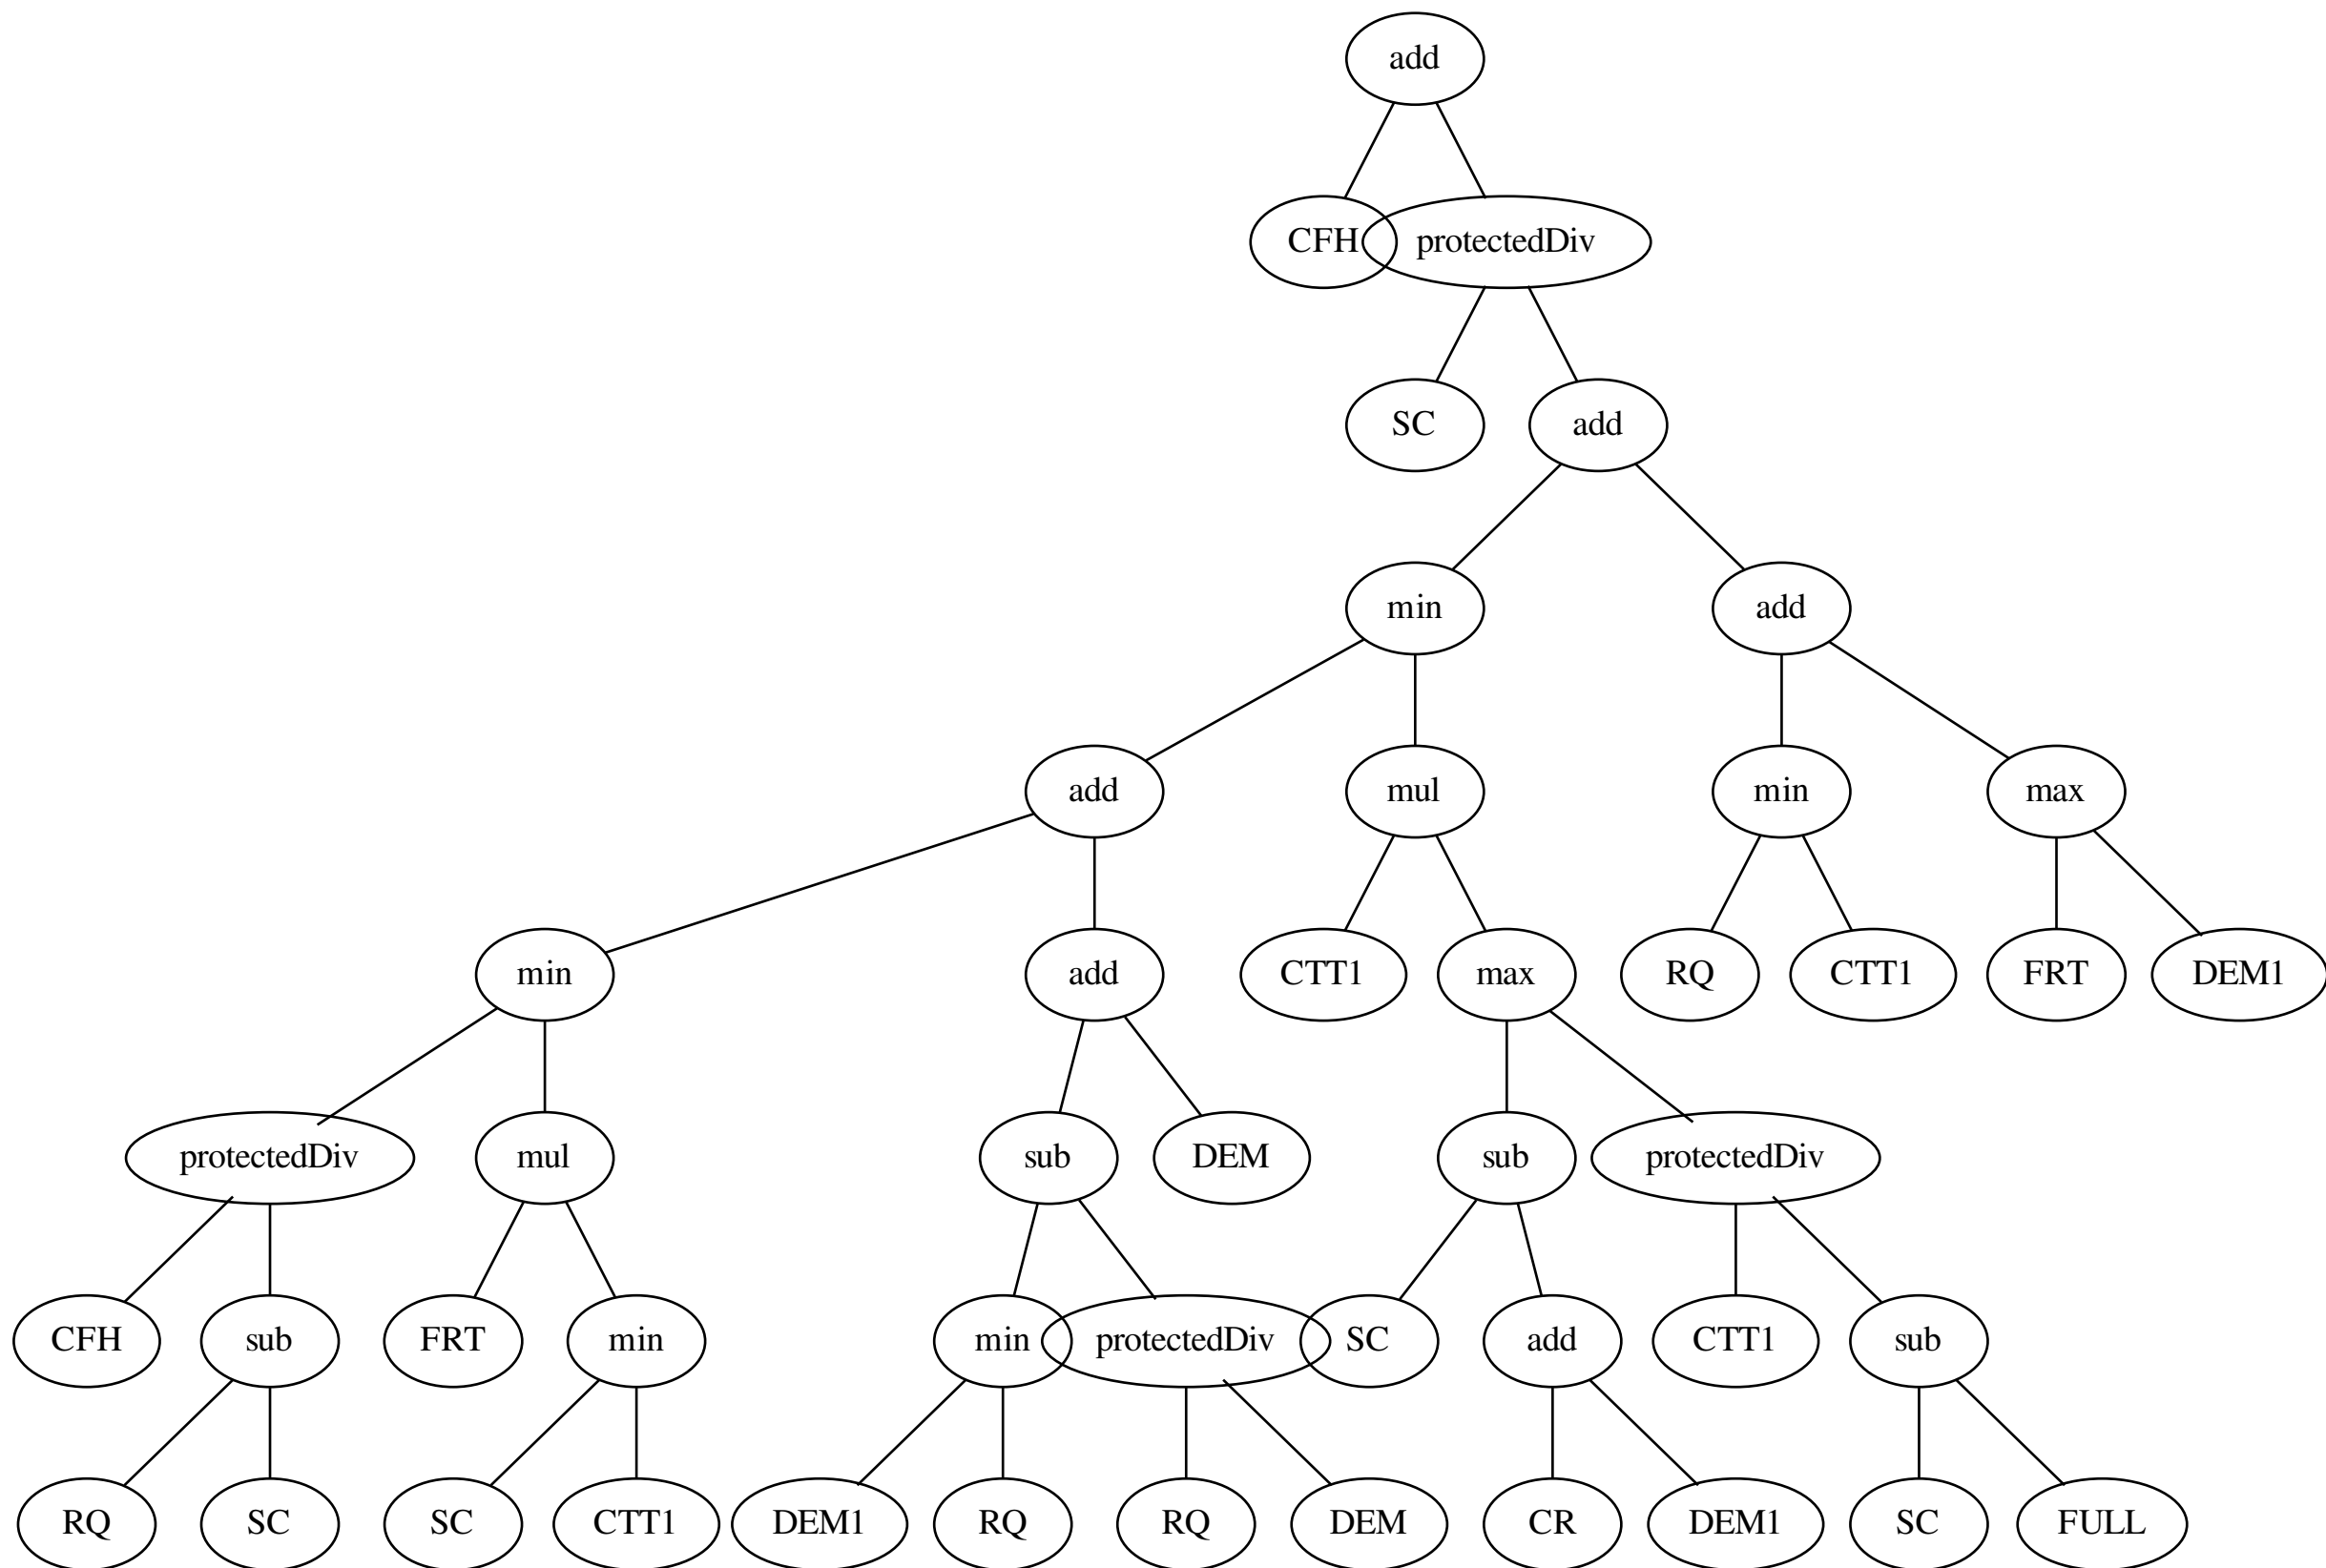 add
CFH protectedDiv
SC add
min add
add mul min max
min add CTT1 max RQ CTT1 FRT DEM1
protectedDiv mul sub DEM sub protectedDiv
CFH sub FRT min min protectedDiv SC add CTT1 sub
RQ SC SC CTT1 DEM1 RQ RQ DEM CR DEM1 SC FULL